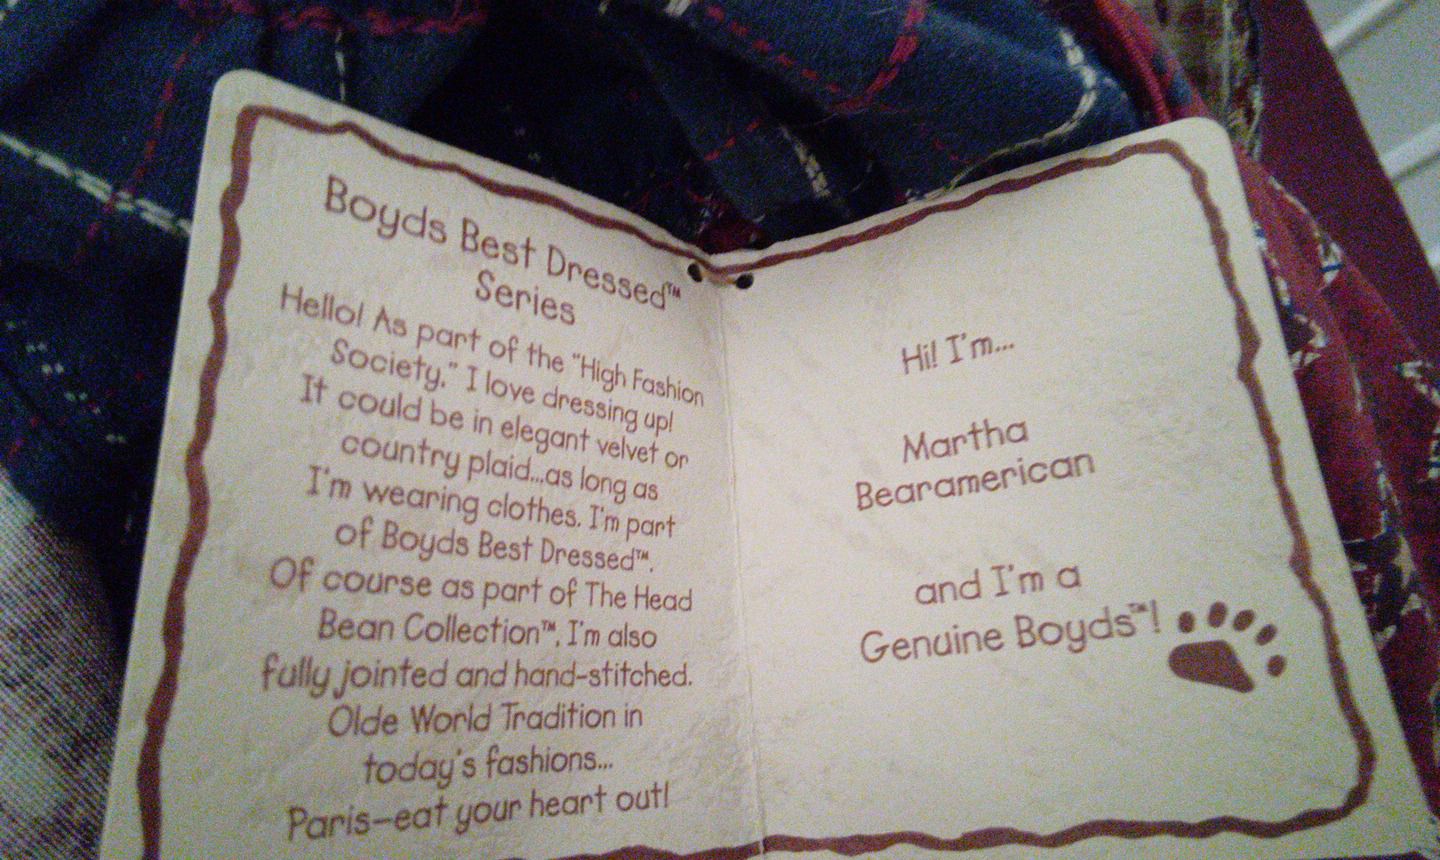 Boyds Best Dressed™
Series
Hello! As part of the "High Fashion
Society," I love dressing up!
It could be in elegant velvet or
country plaid...as long as
I'm wearing clothes, I'm part
of Boyds Best Dressed™.
Of course as part of The Head
Bean Collection™, I'm also
fully jointed and hand-stitched.
Olde World Tradition in
today's fashions...
Paris-eat your heart out!
Hi! I'm...
Martha
Bearamerican
and I'm a
Genuine Boyds™!